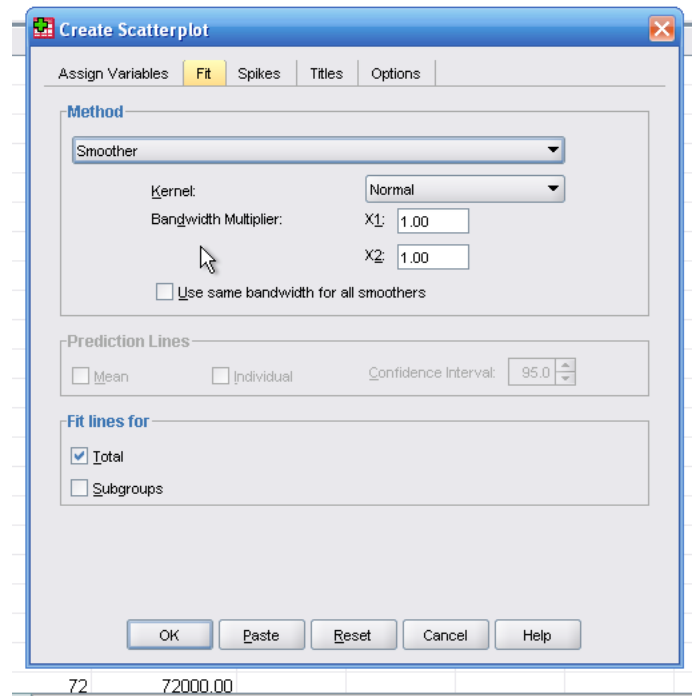 Create Scatterplot
Assign Variables Fit Spikes Titles Options
Method
Smoother
Kernel: Normal
Bandwidth Multiplier: X1: 1.00
X2: 1.00
Use same bandwidth for all smoothers
Prediction Lines
Mean Individual Confidence Interval: 95.0
Fit lines for
Total
Subgroups
OK Paste Reset Cancel Help
72 72000.00